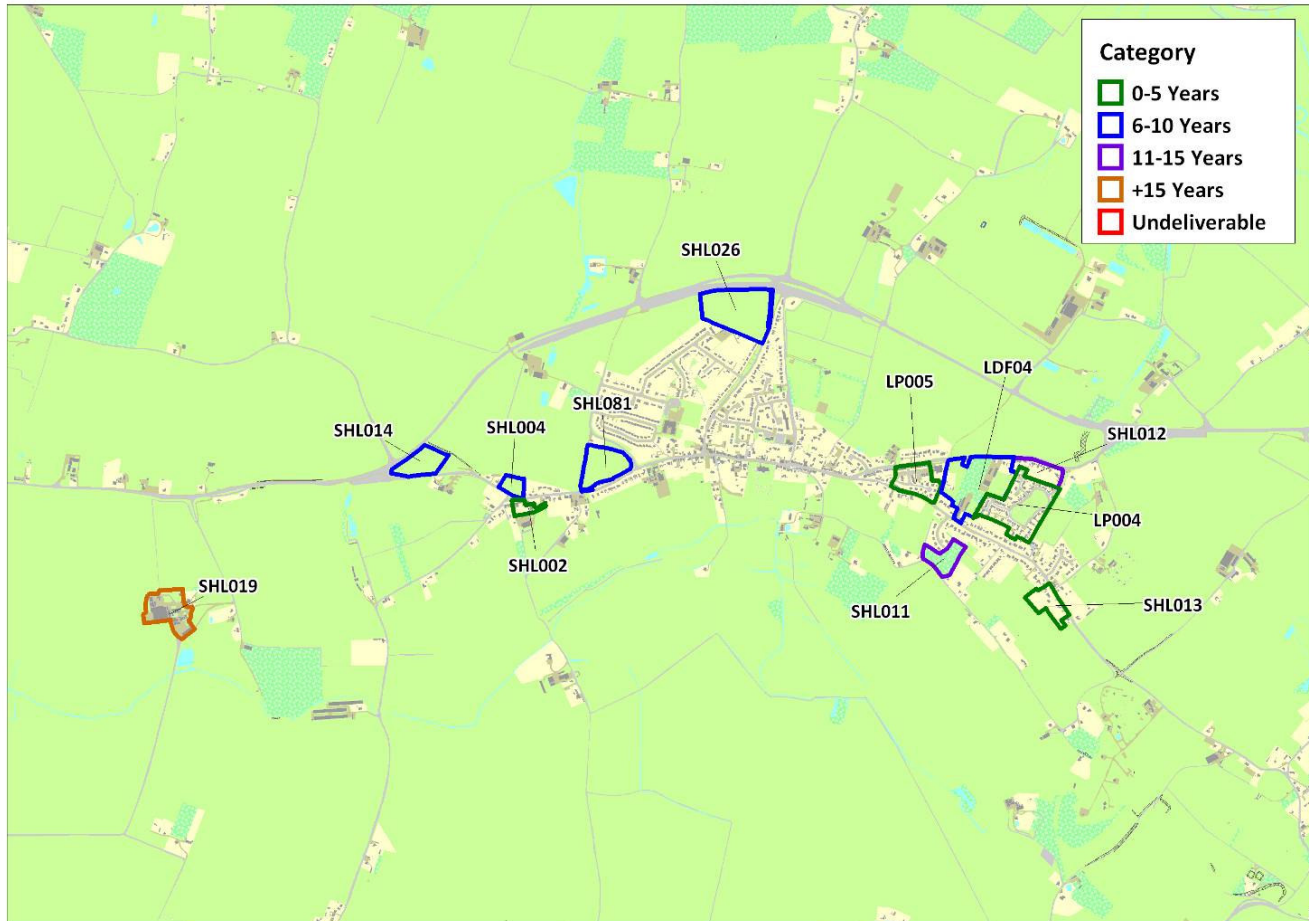 Category
0-5 Years
6-10 Years
11-15 Years
+15 Years
Undeliverable
SHL026
LP005
LDF04
SHL081
SHL004
SHL014
SHL012
LP004
SHL002
SHL019
SHL011
SHL013